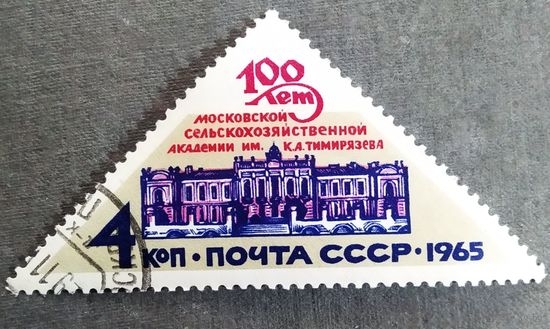 100
лет
МОСКОВСКОЙ
СЕЛЬСКОХОЗЯЙСТВЕННОЙ
АКАДЕМИИ ИМ. К.А.ТИМИРЯЗЕВА
4 КОП • ПОЧТА СССР • 1965